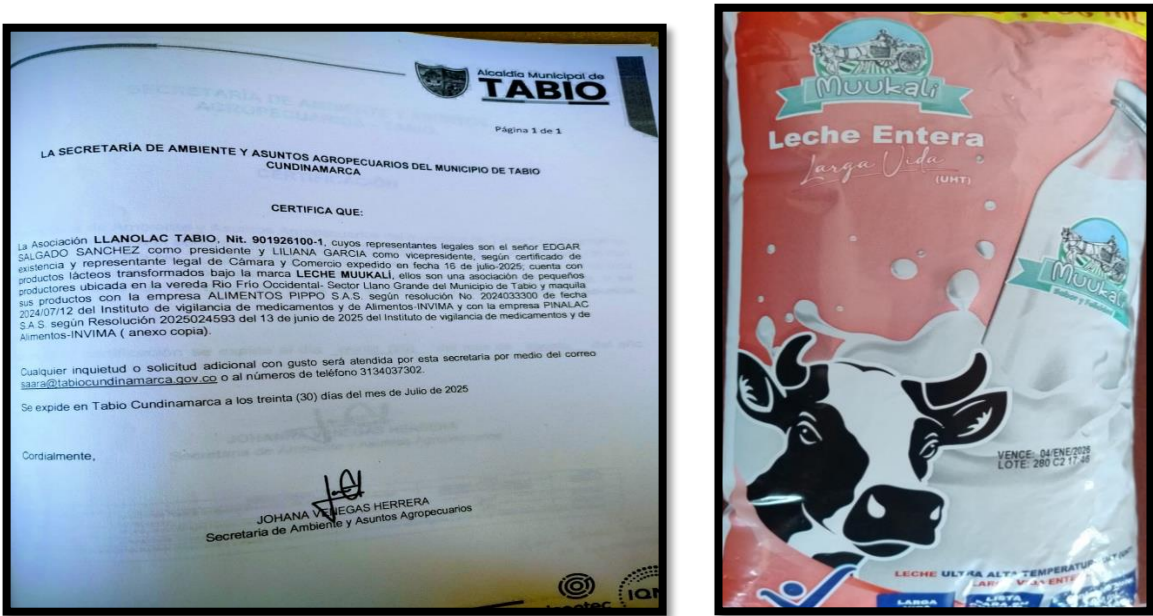 Alcaldía Municipal de
TABIO
Página 1 de 1
LA SECRETARÍA DE AMBIENTE Y ASUNTOS AGROPECUARIOS DEL MUNICIPIO DE TABIO
CUNDINAMARCA
CERTIFICA QUE:
La Asociación LLANOLAC TABIO, Nit. 901926100-1, cuyos representantes legales son el señor EDGAR
SALGADO SANCHEZ como presidente y LILIANA GARCIA como vicepresidente, según certificado de
existencia y representante legal de Cámara y Comercio expedido en fecha 16 de julio-2025; cuenta con
productos lácteos transformados bajo la marca LECHE MUUKALÍ, ellos son una asociación de pequeños
productores ubicada en la vereda Rio Frío Occidental- Sector Llano Grande del Municipio de Tabio y maquila
sus productos con la empresa ALIMENTOS PIPPO S.A.S. según resolución No. 2024033300 de fecha
2024/07/12 del Instituto de vigilancia de medicamentos y de Alimentos-INVIMA y con la empresa PINALAC
S.A.S. según Resolución 2025024593 del 13 de junio de 2025 del Instituto de vigilancia de medicamentos y de
Alimentos-INVIMA ( anexo copia).
Cualquier inquietud o solicitud adicional con gusto será atendida por esta secretaria por medio del correo
saara@tabiocundinamarca.gov.co o al números de teléfono 3134037302.
Se expide en Tabio Cundinamarca a los treinta (30) días del mes de Julio de 2025
Cordialmente,
JOHANA VENEGAS HERRERA
Secretaria de Ambiente y Asuntos Agropecuarios
Muukalí
Leche Entera
Larga Vida
(UHT)
Muukalí
VENCE: 04/ENE/2026
LOTE: 280 C2 17:46
LECHE ULTRA ALTA TEMPERATURA
LARGA VIDA
LARGA
LISTA